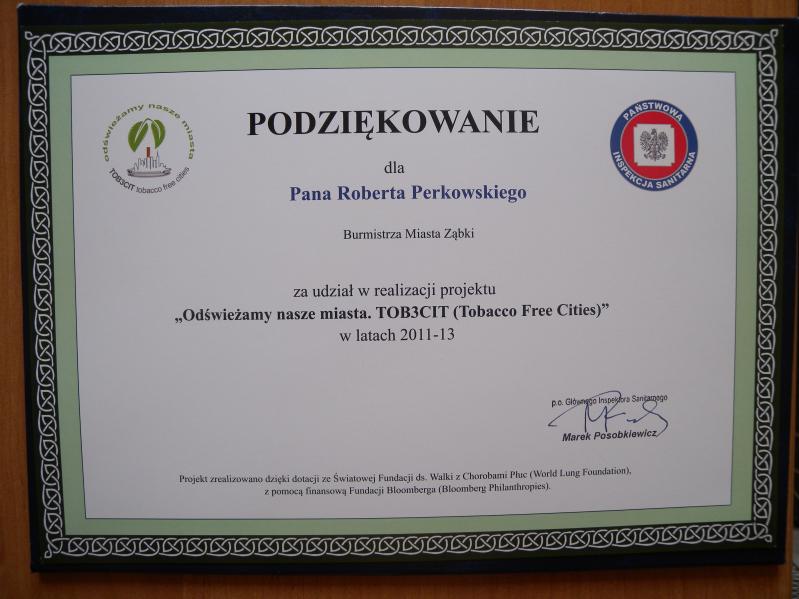 odświeżamy nasze miasta
TOB3CIT tobacco free cities
PODZIĘKOWANIE
PAŃSTWOWA
INSPEKCJA SANITARNA
dla
Pana Roberta Perkowskiego
Burmistrza Miasta Ząbki
za udział w realizacji projektu
„Odświeżamy nasze miasta. TOB3CIT (Tobacco Free Cities)”
w latach 2011-13
p.o. Głównego Inspektora Sanitarnego
Marek Posobkiewicz
Projekt zrealizowano dzięki dotacji ze Światowej Fundacji ds. Walki z Chorobami Płuc (World Lung Foundation),
z pomocą finansową Fundacji Bloomberga (Bloomberg Philanthropies).